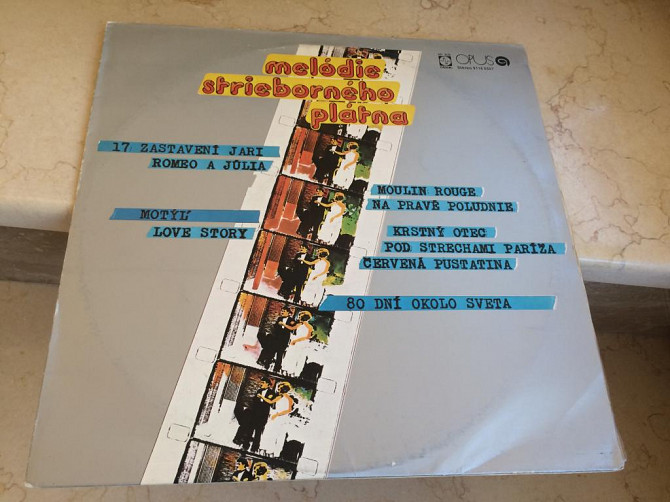 melódie
strieborného
plátna
OPUS
17 ZASTAVENÍ JARI
ROMEO A JÚLIA
MOTÝĽ
LOVE STORY
MOULIN ROUGE
NA PRAVÉ POLUDNIE
KRSTNÝ OTEC
POD STRECHAMI PARÍŽA
ČERVENÁ PUSTATINA
80 DNÍ OKOLO SVETA